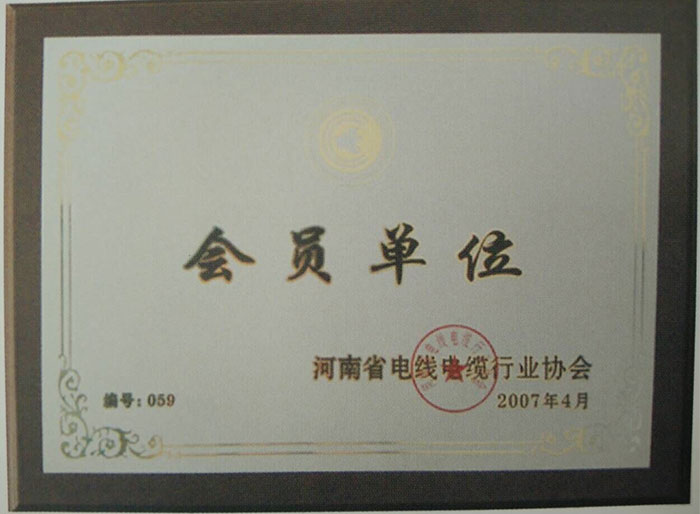 会员单位
河南省电线电缆行业协会
编号:059
2007年4月